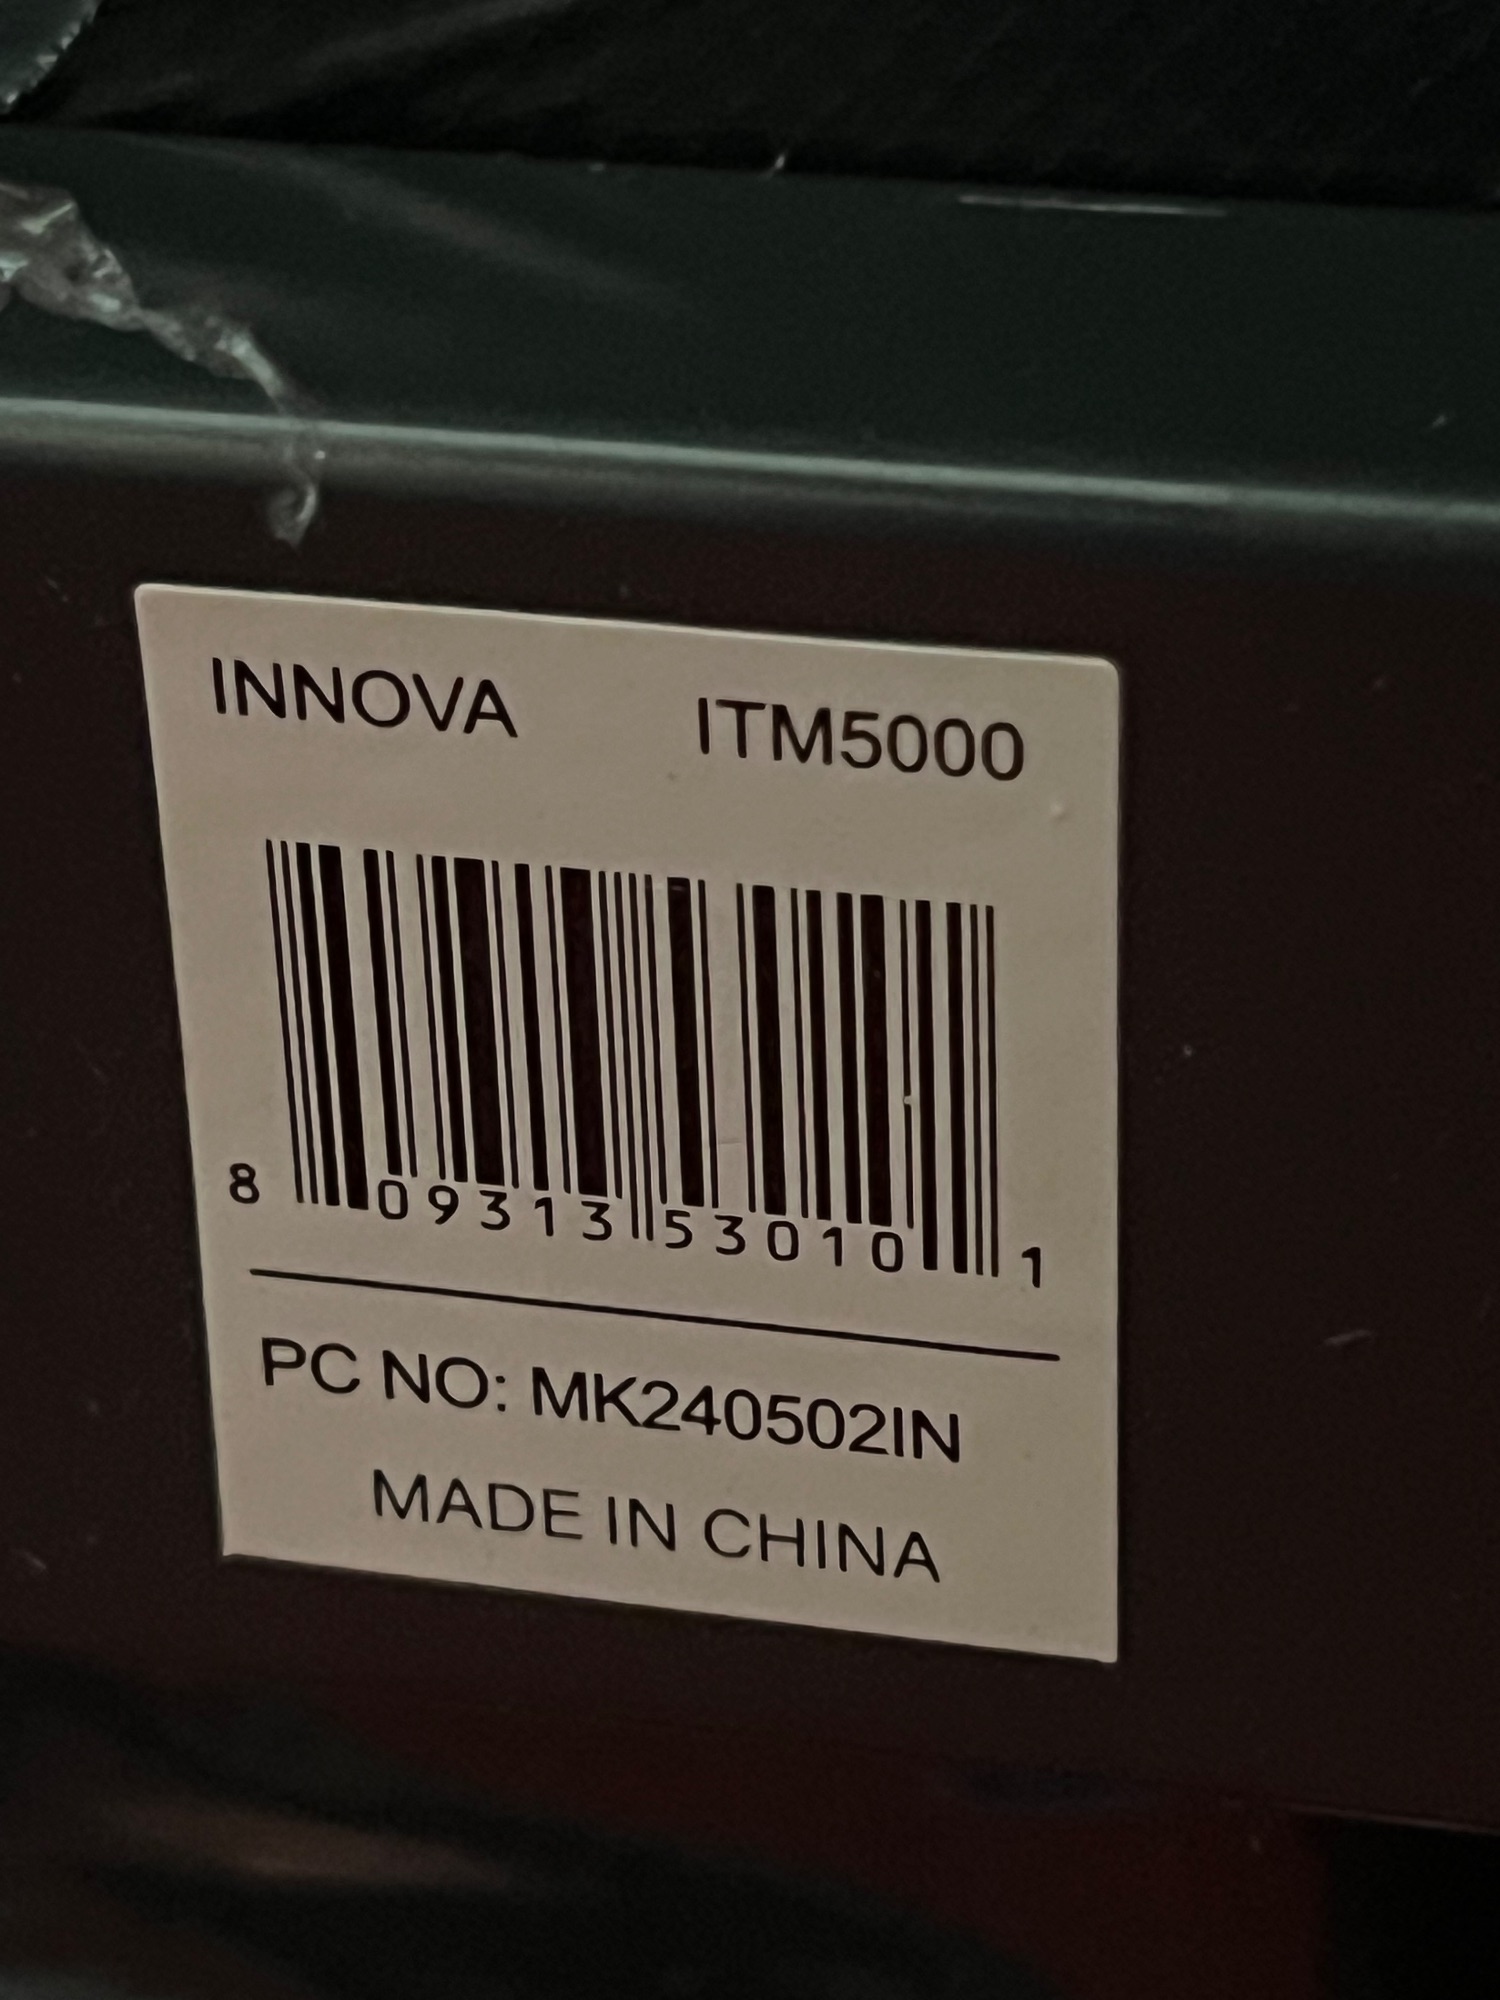 INNOVA ITM5000
8 09313 53010 1
PC NO: MK240502IN
MADE IN CHINA